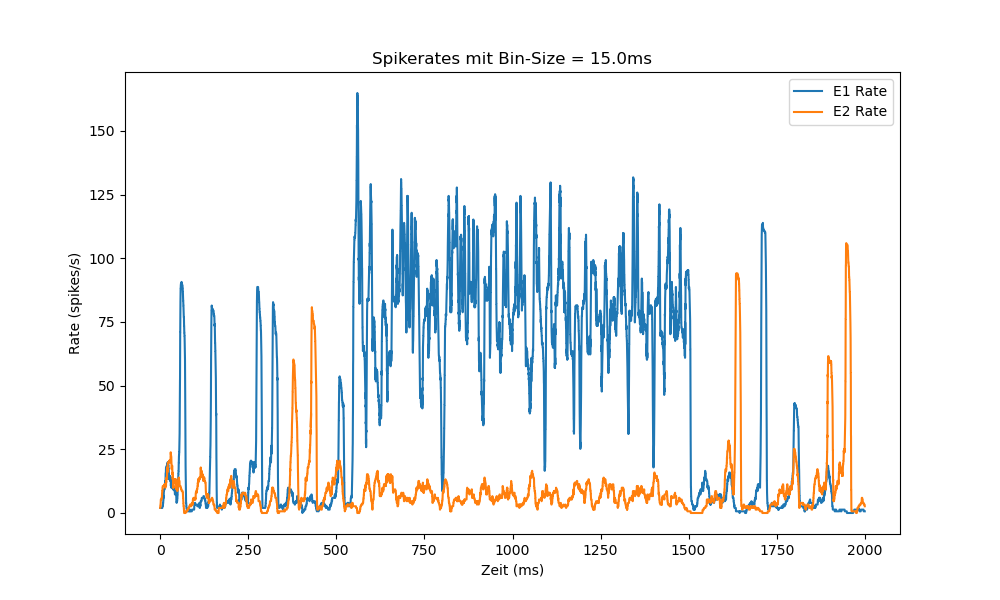 Spikerates mit Bin-Size = 15.0ms
E1 Rate
E2 Rate
Rate (spikes/s)
150
125
100
75
50
25
0
0 250 500 750 1000 1250 1500 1750 2000
Zeit (ms)